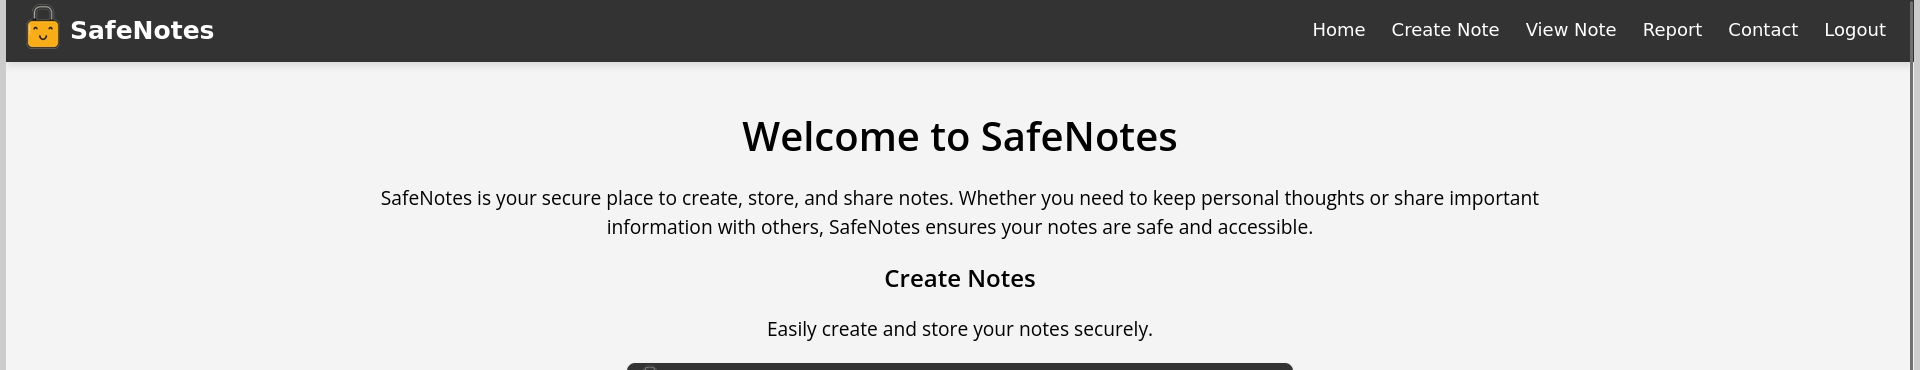 SafeNotes
Home Create Note View Note Report Contact Logout
Welcome to SafeNotes
SafeNotes is your secure place to create, store, and share notes. Whether you need to keep personal thoughts or share important
information with others, SafeNotes ensures your notes are safe and accessible.
Create Notes
Easily create and store your notes securely.